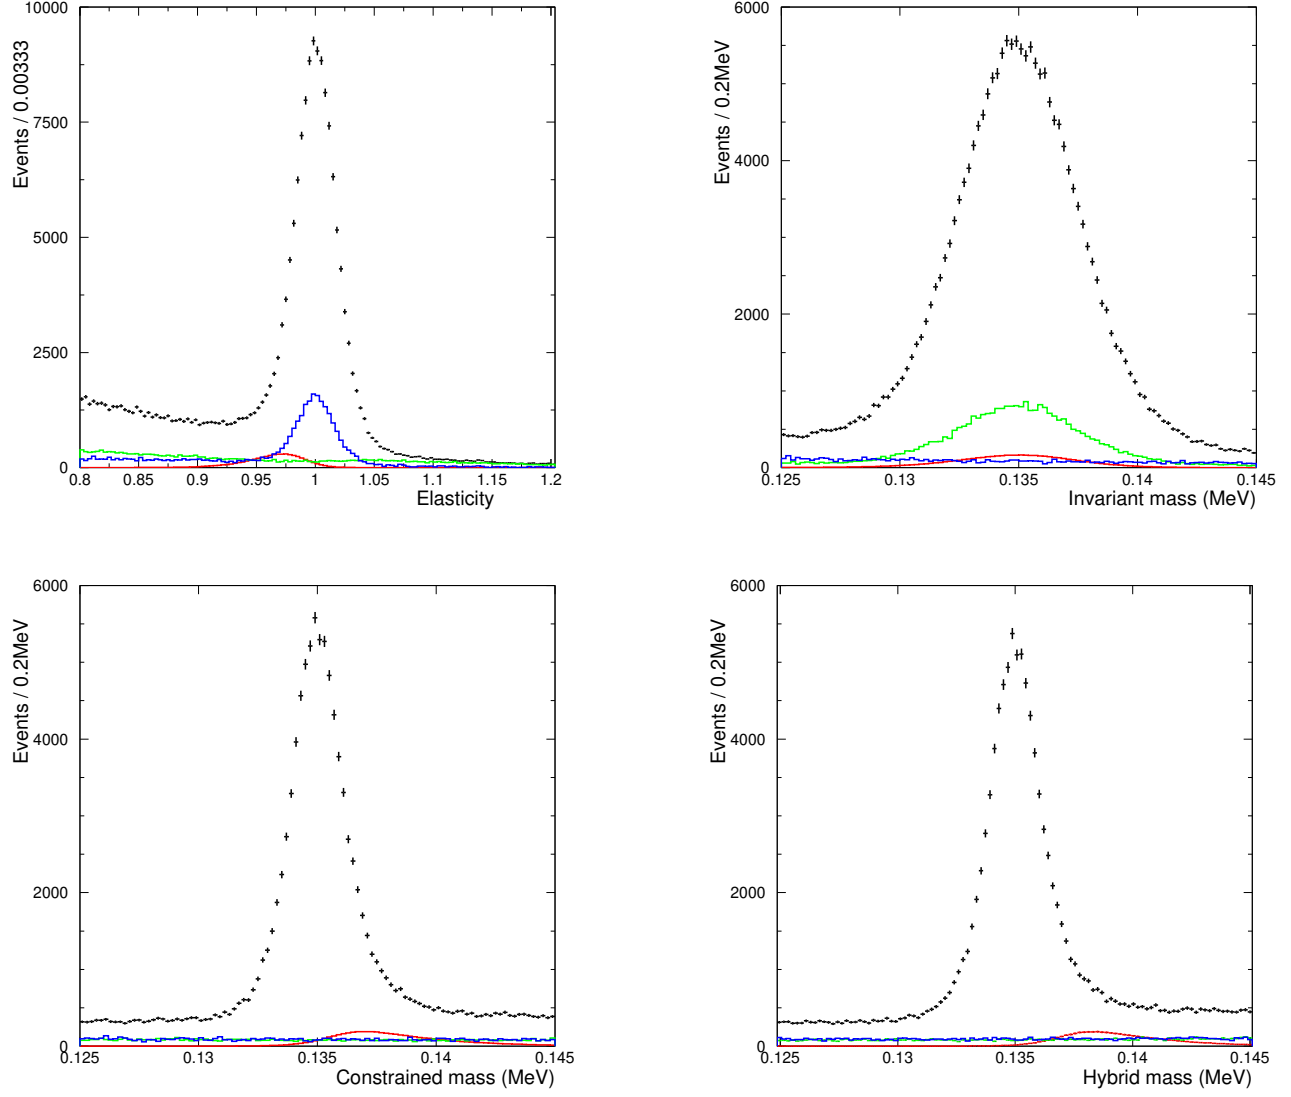 10000
7500
5000
2500
0
0.8 0.85 0.9 0.95 1 1.05 1.1 1.15 1.2
Elasticity
Events / 0.00333
6000
4000
2000
0
0.125 0.13 0.135 0.14 0.145
Invariant mass (MeV)
Events / 0.2MeV
6000
4000
2000
0
0.125 0.13 0.135 0.14 0.145
Constrained mass (MeV)
Events / 0.2MeV
6000
4000
2000
0
0.125 0.13 0.135 0.14 0.145
Hybrid mass (MeV)
Events / 0.2MeV